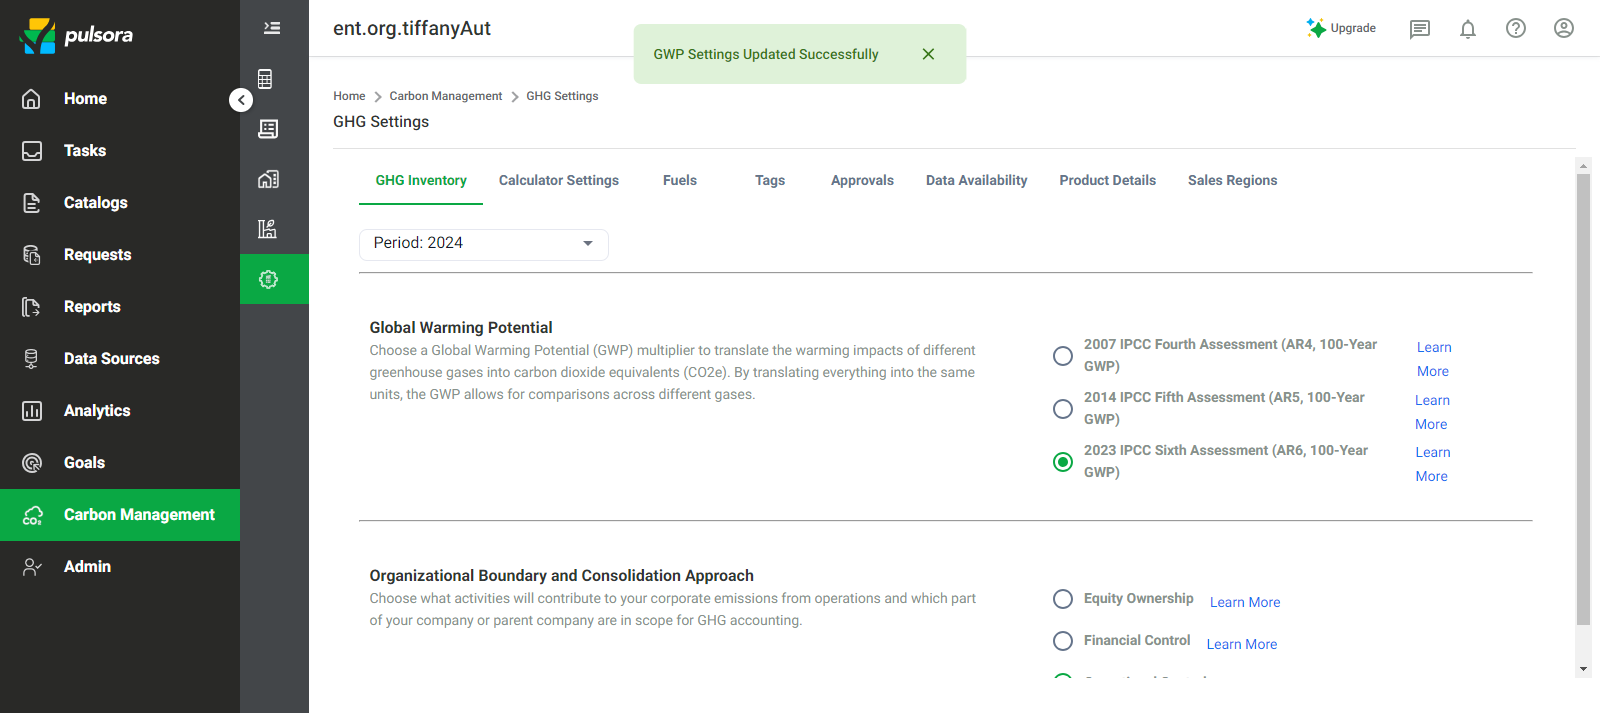 pulsora
Home
Tasks
Catalogs
Requests
Reports
Data Sources
Analytics
Goals
CO₂
Carbon Management
Admin
ent.org.tiffanyAut
GWP Settings Updated Successfully
Upgrade
Home > Carbon Management > GHG Settings
GHG Settings
GHG Inventory Calculator Settings Fuels Tags Approvals Data Availability Product Details Sales Regions
Period: 2024
Global Warming Potential
Choose a Global Warming Potential (GWP) multiplier to translate the warming impacts of different
greenhouse gases into carbon dioxide equivalents (CO2e). By translating everything into the same
units, the GWP allows for comparisons across different gases.
2007 IPCC Fourth Assessment (AR4, 100-Year
GWP)
Learn
More
2014 IPCC Fifth Assessment (AR5, 100-Year
GWP)
Learn
More
2023 IPCC Sixth Assessment (AR6, 100-Year
GWP)
Learn
More
Organizational Boundary and Consolidation Approach
Choose what activities will contribute to your corporate emissions from operations and which part
of your company or parent company are in scope for GHG accounting.
Equity Ownership Learn More
Financial Control Learn More